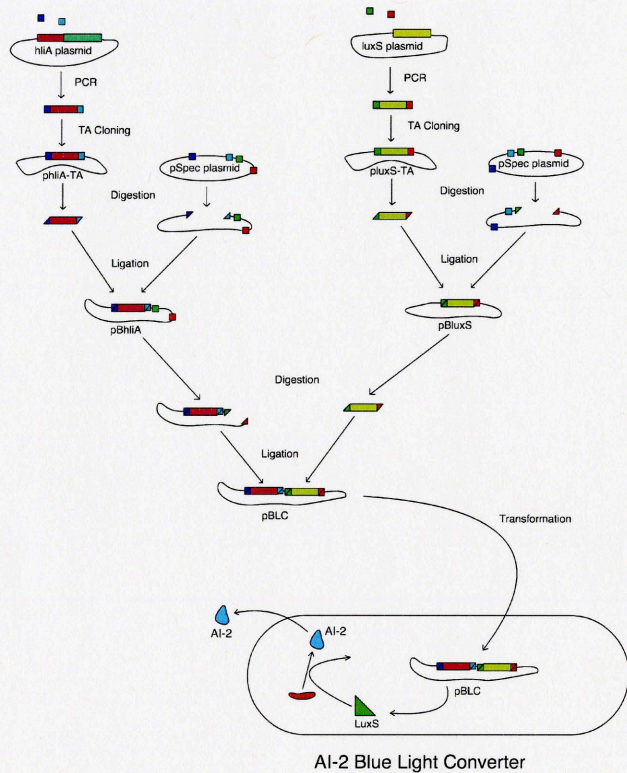 hliA plasmid
luxS plasmid
PCR
PCR
TA Cloning
TA Cloning
phliA-TA
pSpec plasmid
pluxS-TA
pSpec plasmid
Digestion
Digestion
Ligation
Ligation
pBhliA
pBluxS
Digestion
Ligation
pBLC
Transformation
AI-2
AI-2
pBLC
LuxS
AI-2 Blue Light Converter